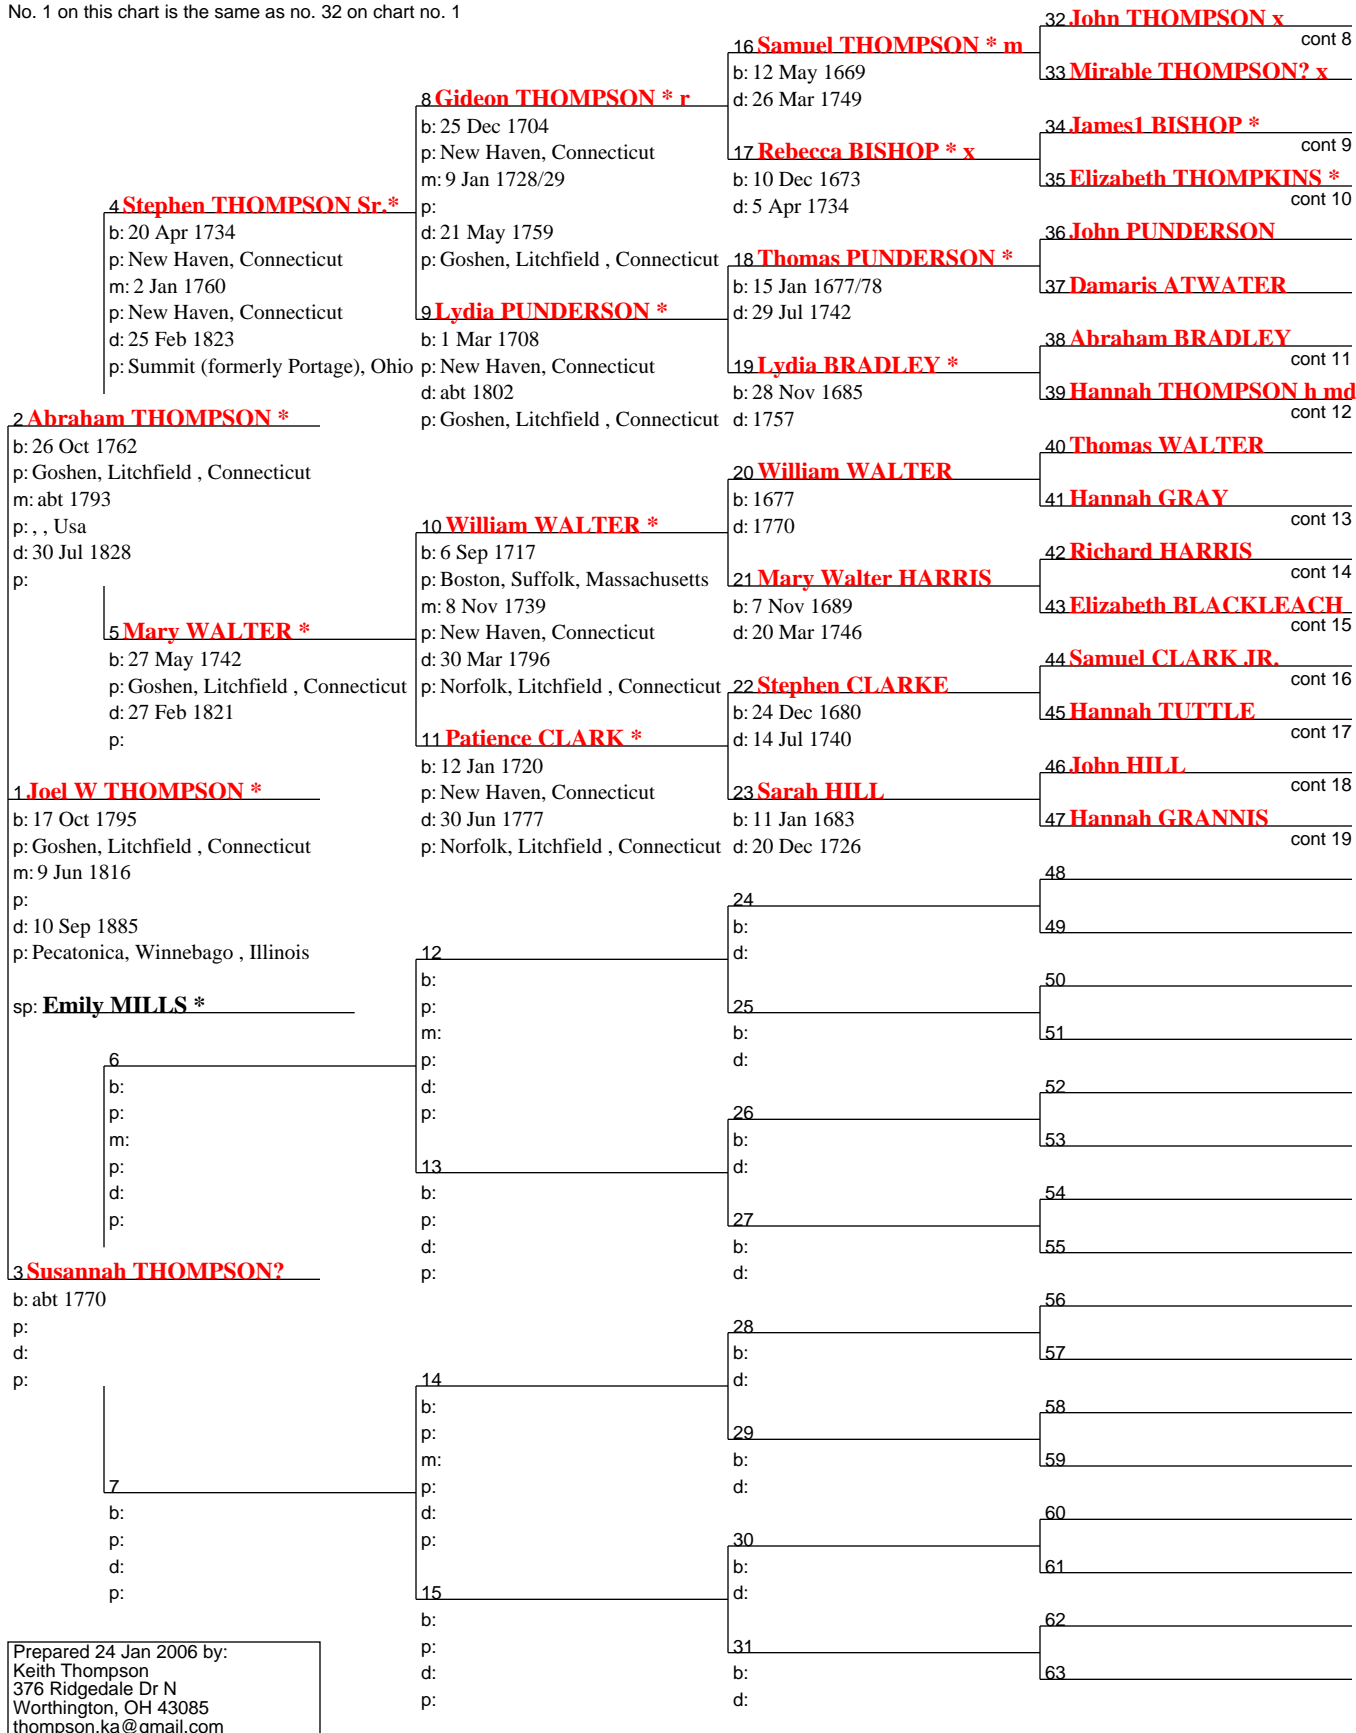 No. 1 on this chart is the same as no. 32 on chart no. 1
1 Joel W THOMPSON *
b: 17 Oct 1795
p: Goshen, Litchfield , Connecticut
m: 9 Jun 1816
p:
d: 10 Sep 1885
p: Pecatonica, Winnebago , Illinois
sp: Emily MILLS *
2 Abraham THOMPSON *
b: 26 Oct 1762
p: Goshen, Litchfield , Connecticut
m: abt 1793
p: , , Usa
d: 30 Jul 1828
p:
3 Susannah THOMPSON?
b: abt 1770
p:
d:
p:
4 Stephen THOMPSON Sr.*
b: 20 Apr 1734
p: New Haven, Connecticut
m: 2 Jan 1760
p: New Haven, Connecticut
d: 25 Feb 1823
p: Summit (formerly Portage), Ohio
5 Mary WALTER *
b: 27 May 1742
p: Goshen, Litchfield , Connecticut
d: 27 Feb 1821
p:
6
b:
p:
m:
p:
d:
p:
7
b:
p:
d:
p:
8 Gideon THOMPSON * r
b: 25 Dec 1704
p: New Haven, Connecticut
m: 9 Jan 1728/29
p:
d: 21 May 1759
p: Goshen, Litchfield , Connecticut
9 Lydia PUNDERSON *
b: 1 Mar 1708
p: New Haven, Connecticut
d: abt 1802
p: Goshen, Litchfield , Connecticut
10 William WALTER *
b: 6 Sep 1717
p: Boston, Suffolk, Massachusetts
m: 8 Nov 1739
p: New Haven, Connecticut
d: 30 Mar 1796
p: Norfolk, Litchfield , Connecticut
11 Patience CLARK *
b: 12 Jan 1720
p: New Haven, Connecticut
d: 30 Jun 1777
p: Norfolk, Litchfield , Connecticut
12
b:
p:
m:
p:
d:
p:
13
b:
p:
d:
p:
14
b:
p:
m:
p:
d:
p:
15
b:
p:
d:
p:
16 Samuel THOMPSON * m
b: 12 May 1669
d: 26 Mar 1749
17 Rebecca BISHOP * x
b: 10 Dec 1673
d: 5 Apr 1734
18 Thomas PUNDERSON *
b: 15 Jan 1677/78
d: 29 Jul 1742
19 Lydia BRADLEY *
b: 28 Nov 1685
d: 1757
20 William WALTER
b: 1677
d: 1770
21 Mary Walter HARRIS
b: 7 Nov 1689
d: 20 Mar 1746
22 Stephen CLARKE
b: 24 Dec 1680
d: 14 Jul 1740
23 Sarah HILL
b: 11 Jan 1683
d: 20 Dec 1726
24
b:
d:
25
b:
d:
26
b:
d:
27
b:
d:
28
b:
d:
29
b:
d:
30
b:
d:
31
b:
d:
32 John THOMPSON x
cont 8
33 Mirable THOMPSON? x
34 James1 BISHOP *
cont 9
35 Elizabeth THOMPKINS *
cont 10
36 John PUNDERSON
37 Damaris ATWATER
38 Abraham BRADLEY
cont 11
39 Hannah THOMPSON h md
cont 12
40 Thomas WALTER
41 Hannah GRAY
cont 13
42 Richard HARRIS
cont 14
43 Elizabeth BLACKLEACH
cont 15
44 Samuel CLARK JR.
cont 16
45 Hannah TUTTLE
cont 17
46 John HILL
cont 18
47 Hannah GRANNIS
cont 19
48
49
50
51
52
53
54
55
56
57
58
59
60
61
62
63
Prepared 24 Jan 2006 by:
Keith Thompson
376 Ridgedale Dr N
Worthington, OH 43085
thompson.ka@gmail.com